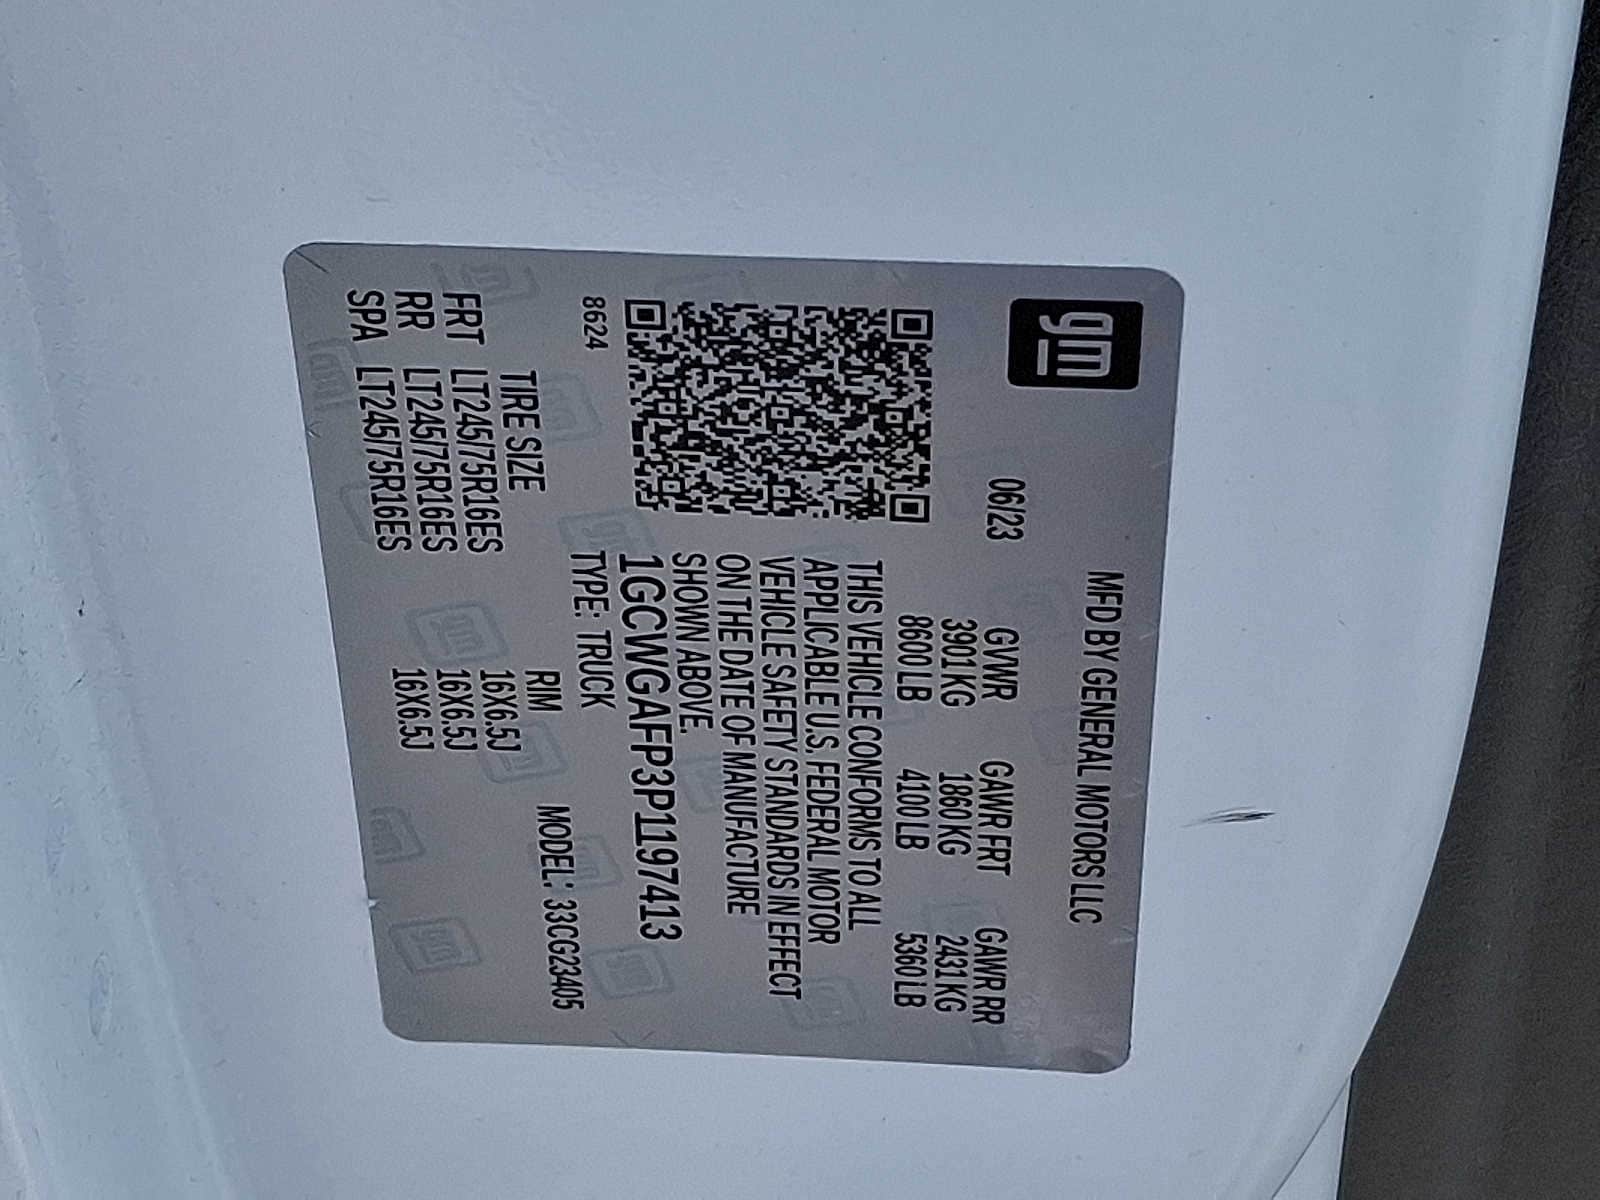 gm
MFD BY GENERAL MOTORS LLC
06/23 GVWR GAWR FRT GAWR RR
3901 KG 1860 KG 2431 KG
8600 LB 4100 LB 5360 LB
THIS VEHICLE CONFORMS TO ALL
APPLICABLE U.S. FEDERAL MOTOR
VEHICLE SAFETY STANDARDS IN EFFECT
ON THE DATE OF MANUFACTURE
SHOWN ABOVE.
1GCWGAFP3P1197413
8624 TYPE: TRUCK
TIRE SIZE RIM MODEL: 33CG23405
FRT LT245/75R16ES 16X6.5J
RR LT245/75R16ES 16X6.5J
SPA LT245/75R16ES 16X6.5J